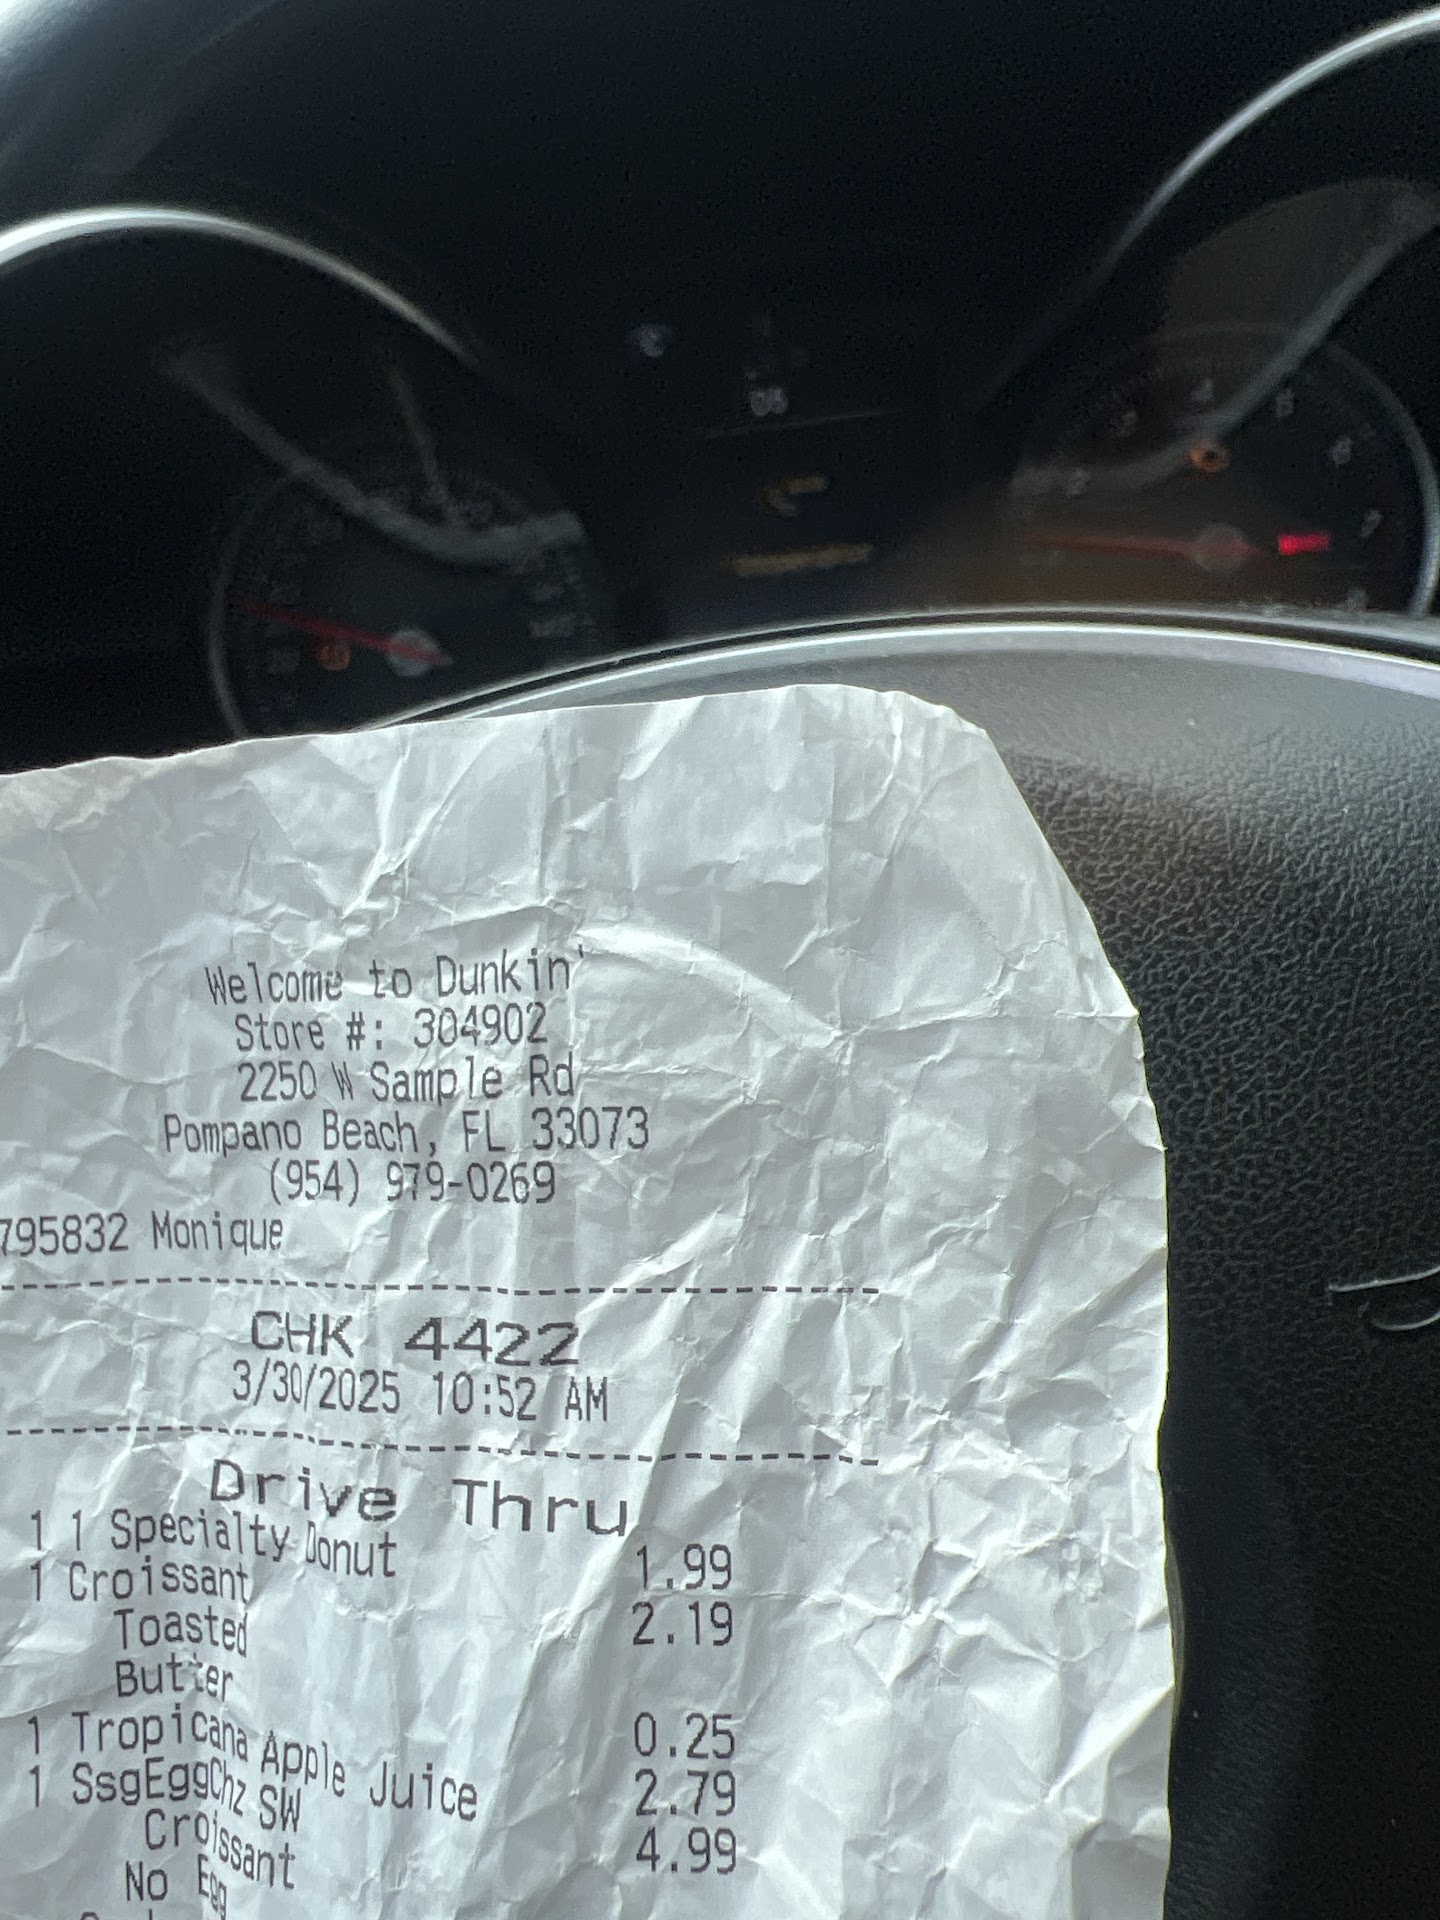 Welcome to Dunkin'
Store #: 304902
2250 W Sample Rd
Pompano Beach, FL 33073
(954) 979-0269
795832 Monique
CHK 4422
3/30/2025 10:52 AM
Drive Thru
1 1 Specialty Donut 1.99
1 Croissant 2.19
Toasted
Butter 0.25
1 Tropicana Apple Juice 2.79
1 SsgEggChz SW 4.99
Croissant
No Egg